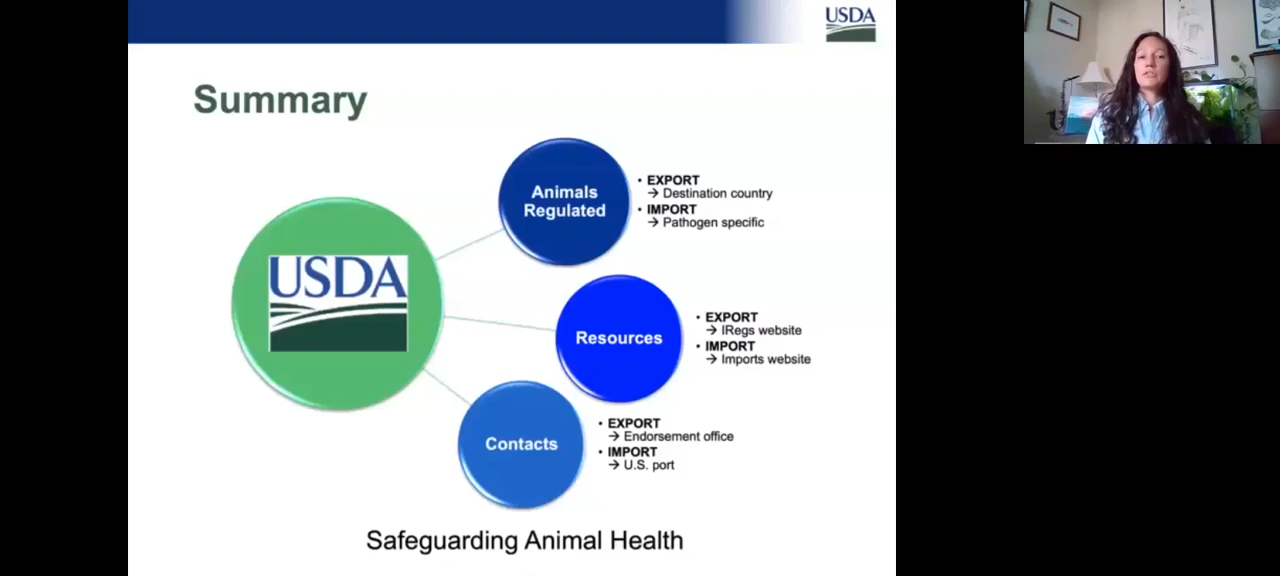 USDA
Summary
USDA
Animals
Regulated
• EXPORT
→ Destination country
• IMPORT
→ Pathogen specific
Resources
• EXPORT
→ IRegs website
• IMPORT
→ Imports website
Contacts
• EXPORT
→ Endorsement office
• IMPORT
→ U.S. port
Safeguarding Animal Health